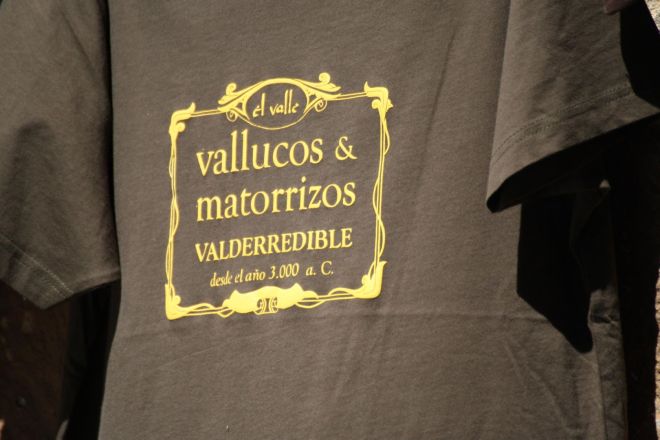 el valle
vallucos &
matorrizos
VALDERREDIBLE
desde el año 3.000 a. C.